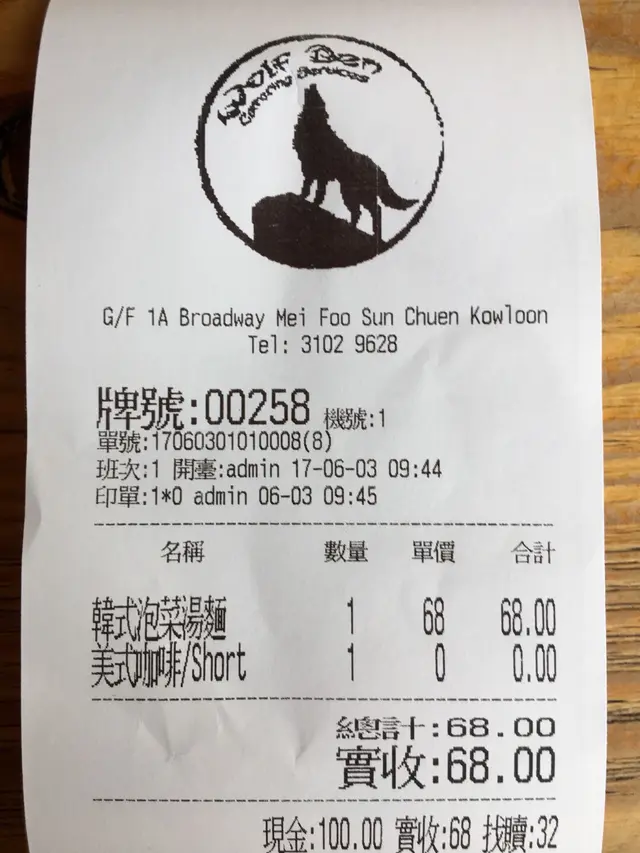 Wolf Ben
Catering Services
G/F 1A Broadway Mei Foo Sun Chuen Kowloon
Tel: 3102 9628
牌號:00258 機號:1
單號:17060301010008(8)
班次:1 開臺:admin 17-06-03 09:44
印單:1*0 admin 06-03 09:45
名稱 數量 單價 合計
韓式泡菜湯麵 1 68 68.00
美式咖啡/Short 1 0 0.00
總計:68.00
實收:68.00
現金:100.00 實收:68 找贖:32